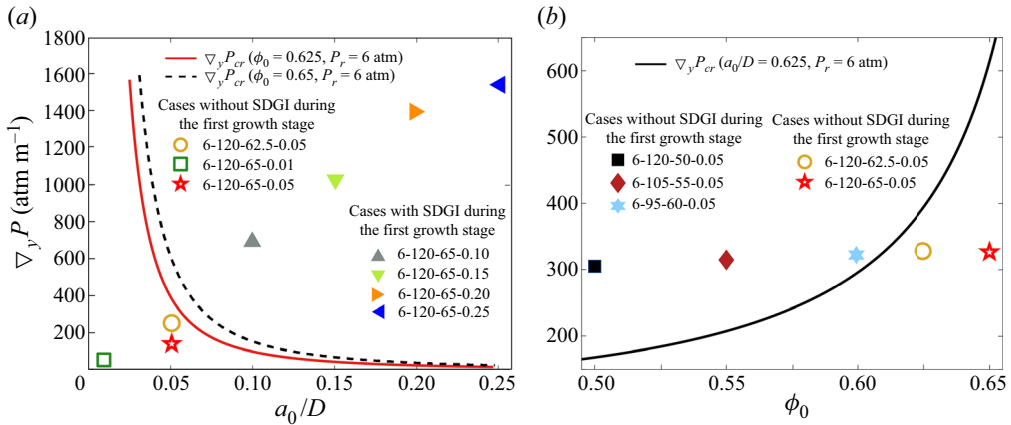 (a)
1800
1600
1400
1200
1000
800
600
400
200
0
0.05
0.10
0.15
0.20
0.25
∇yP (atm m⁻¹)
a₀/D
∇yPcr (ϕ₀ = 0.625, Pr = 6 atm)
∇yPcr (ϕ₀ = 0.65, Pr = 6 atm)
Cases without SDGI during
the first growth stage
6-120-62.5-0.05
6-120-65-0.01
6-120-65-0.05
Cases with SDGI during
the first growth stage
6-120-65-0.10
6-120-65-0.15
6-120-65-0.20
6-120-65-0.25
(b)
600
500
400
300
200
0.50
0.55
0.60
0.65
ϕ₀
∇yPcr (a₀/D = 0.625, Pr = 6 atm)
Cases without SDGI during
the first growth stage
6-120-50-0.05
6-105-55-0.05
6-95-60-0.05
Cases without SDGI during
the first growth stage
6-120-62.5-0.05
6-120-65-0.05